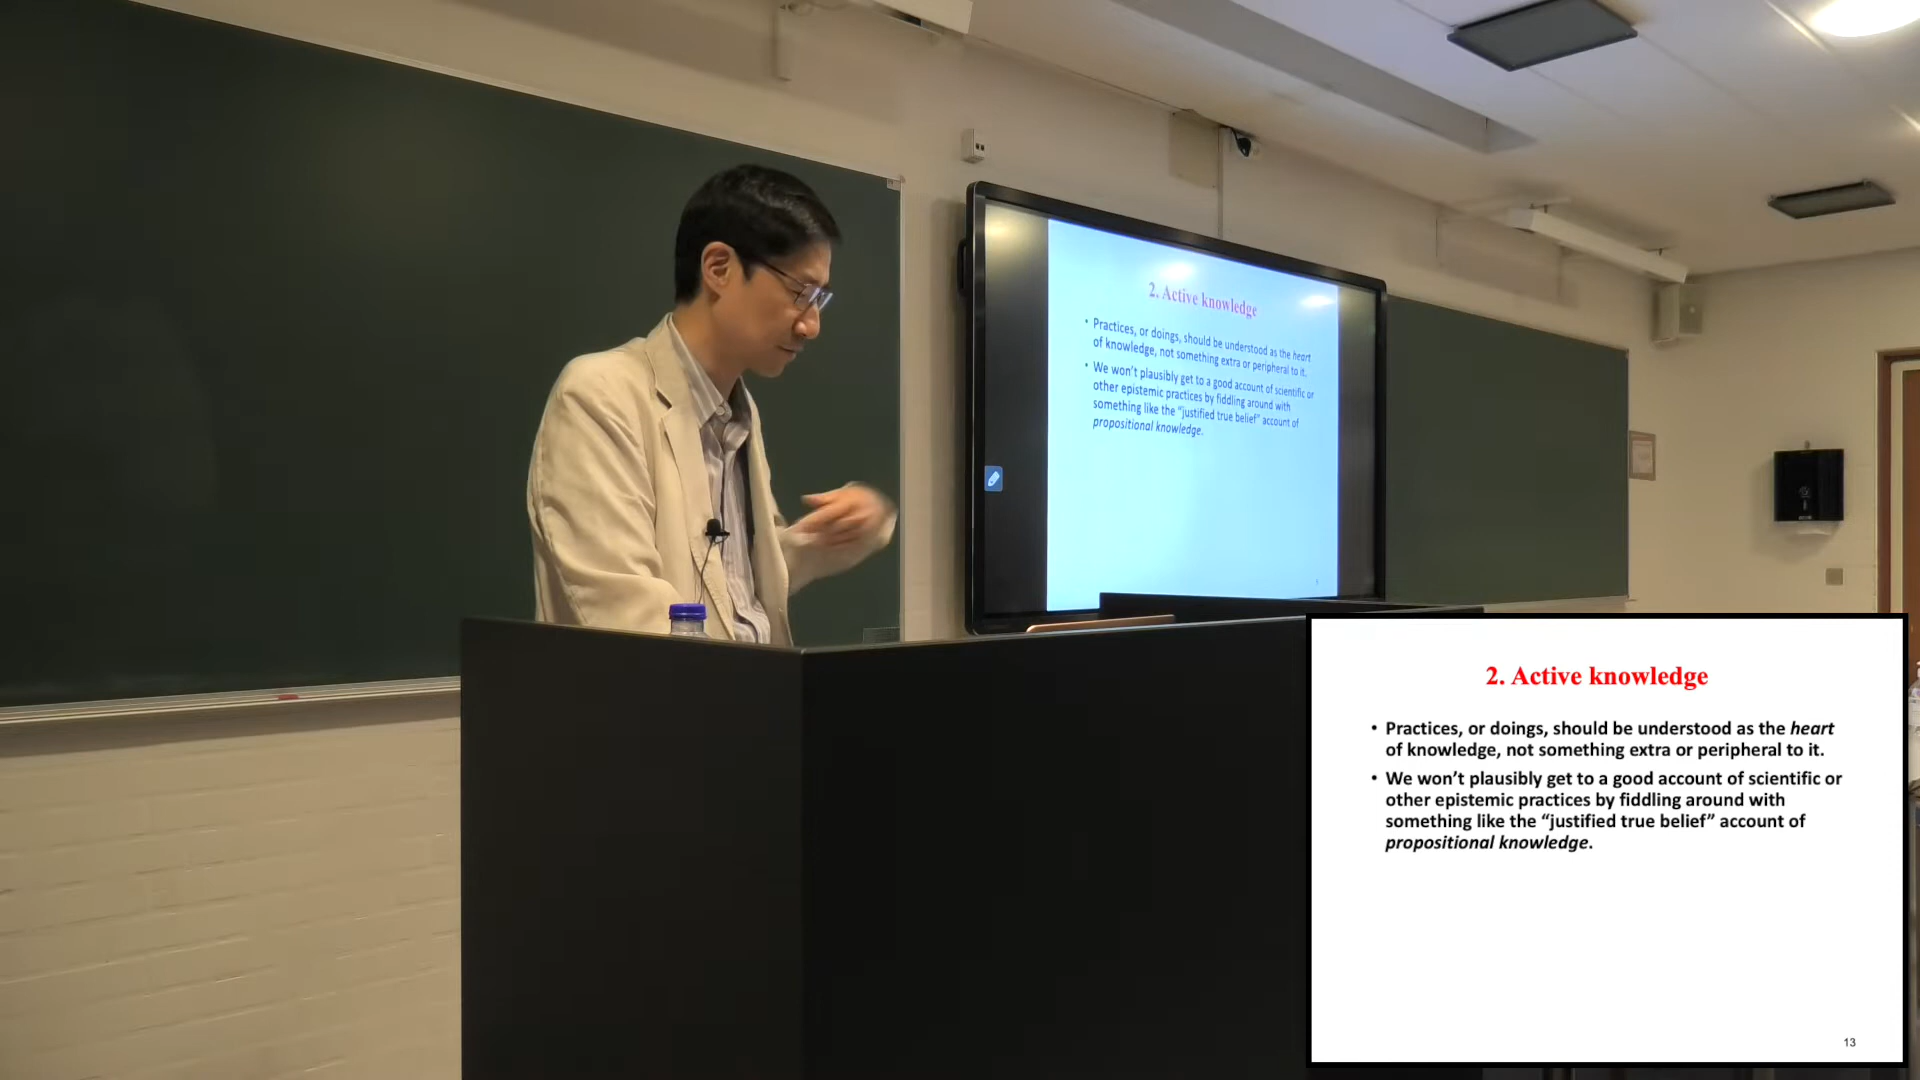 2. Active knowledge
• Practices, or doings, should be understood as the heart
of knowledge, not something extra or peripheral to it.
• We won't plausibly get to a good account of scientific or
other epistemic practices by fiddling around with
something like the "justified true belief" account of
propositional knowledge.
2. Active knowledge
• Practices, or doings, should be understood as the heart
of knowledge, not something extra or peripheral to it.
• We won’t plausibly get to a good account of scientific or
other epistemic practices by fiddling around with
something like the “justified true belief” account of
propositional knowledge.
13